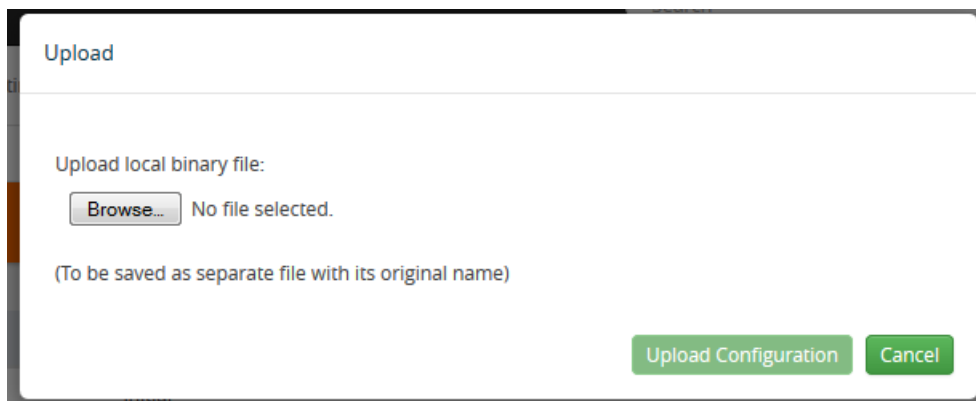 Upload
Upload local binary file:
Browse... No file selected.
(To be saved as separate file with its original name)
Upload Configuration Cancel